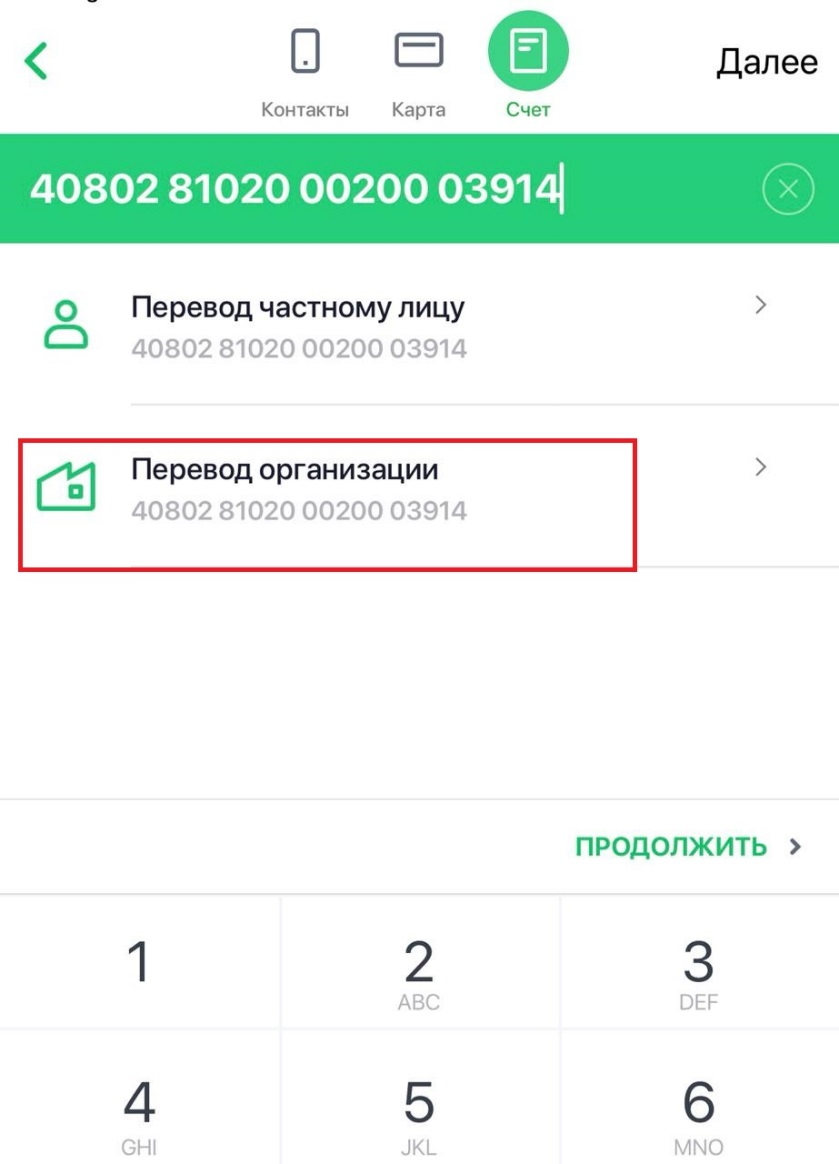 Далее
Контакты Карта Счет
40802 81020 00200 03914
Перевод частному лицу
40802 81020 00200 03914
Перевод организации
40802 81020 00200 03914
ПРОДОЛЖИТЬ
1 2 3
ABC DEF
4 5 6
GHI JKL MNO